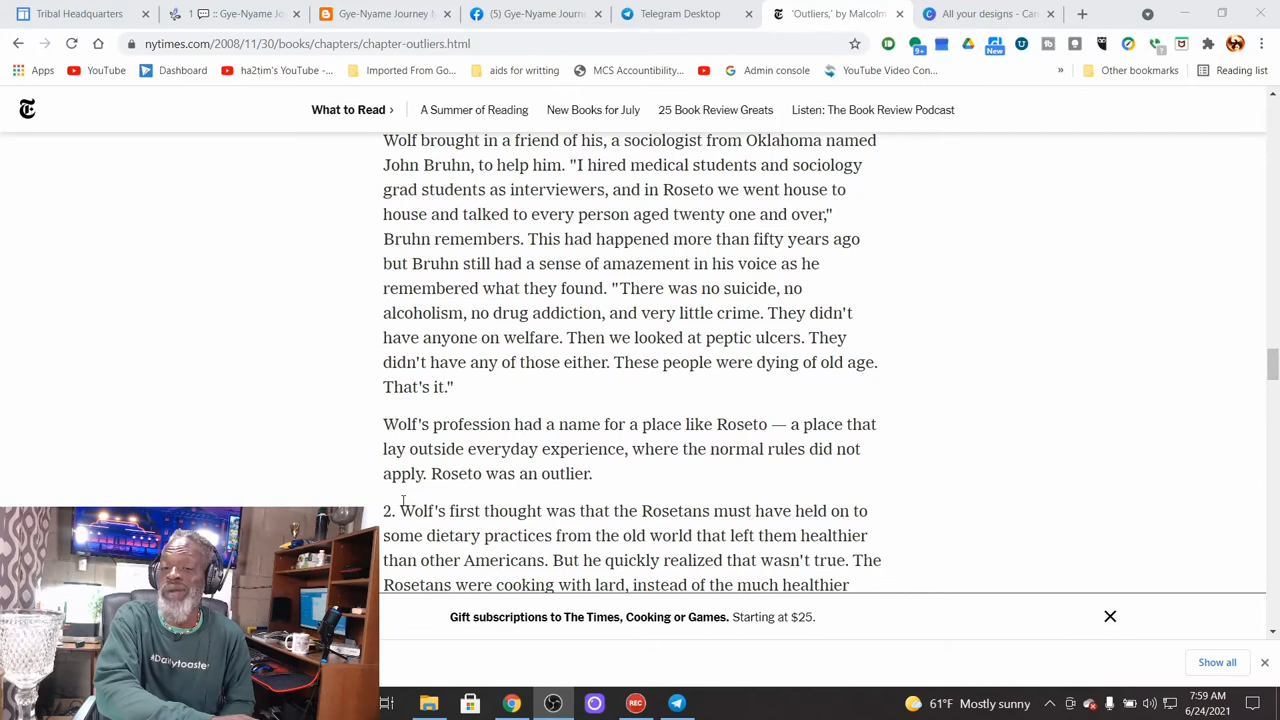 Tribal Headquarters
1 💬 :: Gye-Nyame Jo
Gye-Nyame Journey M
(5) Gye-Nyame Journe
Telegram Desktop
'Outliers,' by Malcolm
All your designs - Can
nytimes.com/2008/11/30/books/chapters/chapter-outliers.html
9+
New
Apps
YouTube
Dashboard
ha2tim's YouTube -...
Imported From Go...
aids for writting
MCS Accountibility...
Admin console
YouTube Video Con...
»
Other bookmarks
Reading list
What to Read ›
A Summer of Reading
New Books for July
25 Book Review Greats
Listen: The Book Review Podcast
Wolf brought in a friend of his, a sociologist from Oklahoma named
John Bruhn, to help him. "I hired medical students and sociology
grad students as interviewers, and in Roseto we went house to
house and talked to every person aged twenty one and over,"
Bruhn remembers. This had happened more than fifty years ago
but Bruhn still had a sense of amazement in his voice as he
remembered what they found. "There was no suicide, no
alcoholism, no drug addiction, and very little crime. They didn't
have anyone on welfare. Then we looked at peptic ulcers. They
didn't have any of those either. These people were dying of old age.
That's it."
Wolf's profession had a name for a place like Roseto — a place that
lay outside everyday experience, where the normal rules did not
apply. Roseto was an outlier.
2. Wolf's first thought was that the Rosetans must have held on to
some dietary practices from the old world that left them healthier
than other Americans. But he quickly realized that wasn't true. The
Rosetans were cooking with lard, instead of the much healthier
Gift subscriptions to The Times, Cooking or Games. Starting at $25.
Show all
REC
61°F Mostly sunny
7:59 AM
6/24/2021